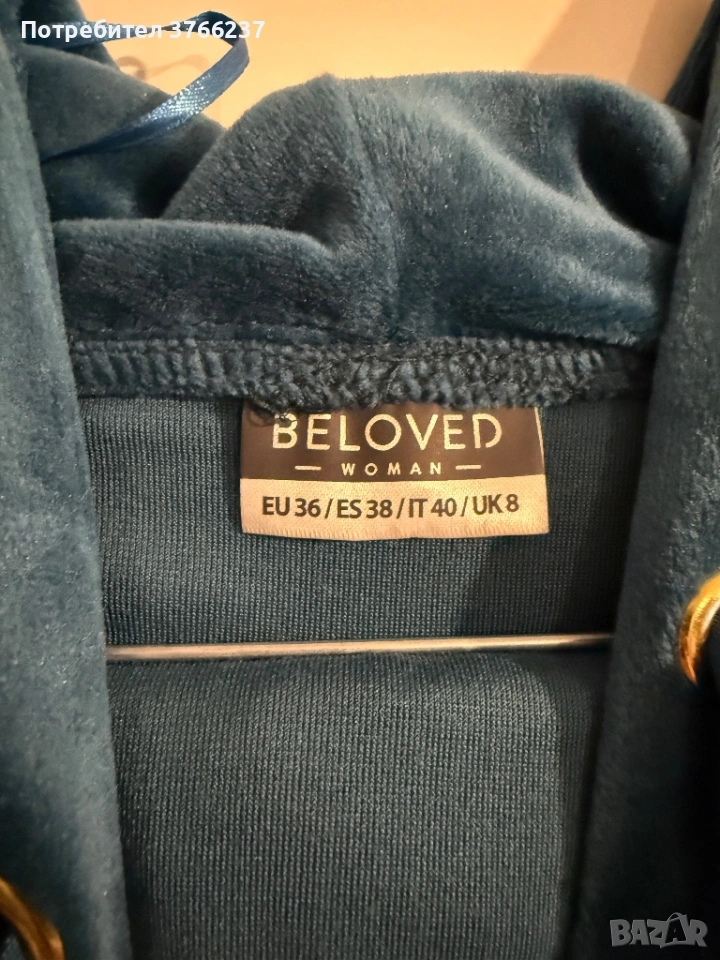 Потребител 3766237
BELOVED
— WOMAN —
EU 36 / ES 38 / IT 40 / UK 8
BAZAR